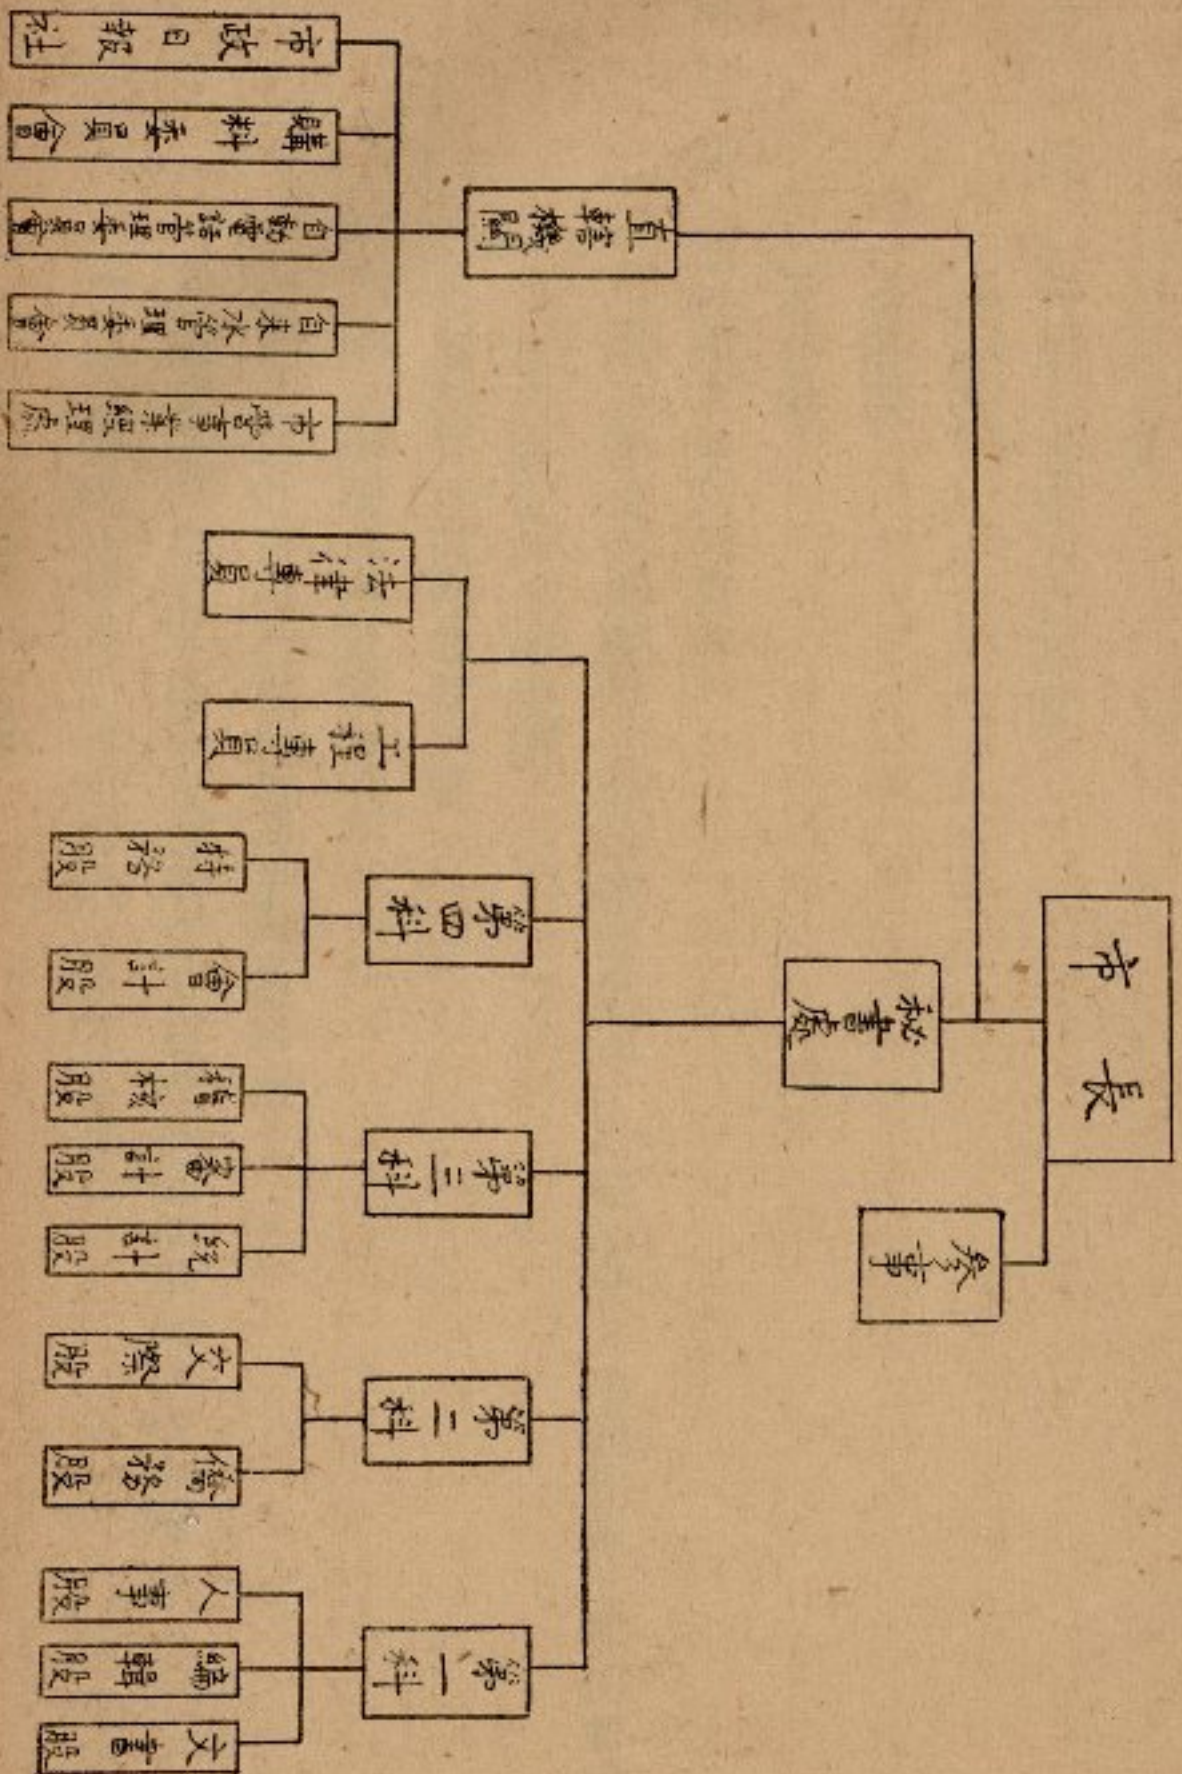 市長
參事
秘書處
直轄機關
第一科
第二科
第三科
第四科
工程專員
法律專員
文書股
編輯股
人事股
僑務股
交際股
統計股
審計股
稽核股
會計股
特務股
市營事業經理處
自來水管理委員會
自動電話管理委員會
購料委員會
市政日報社